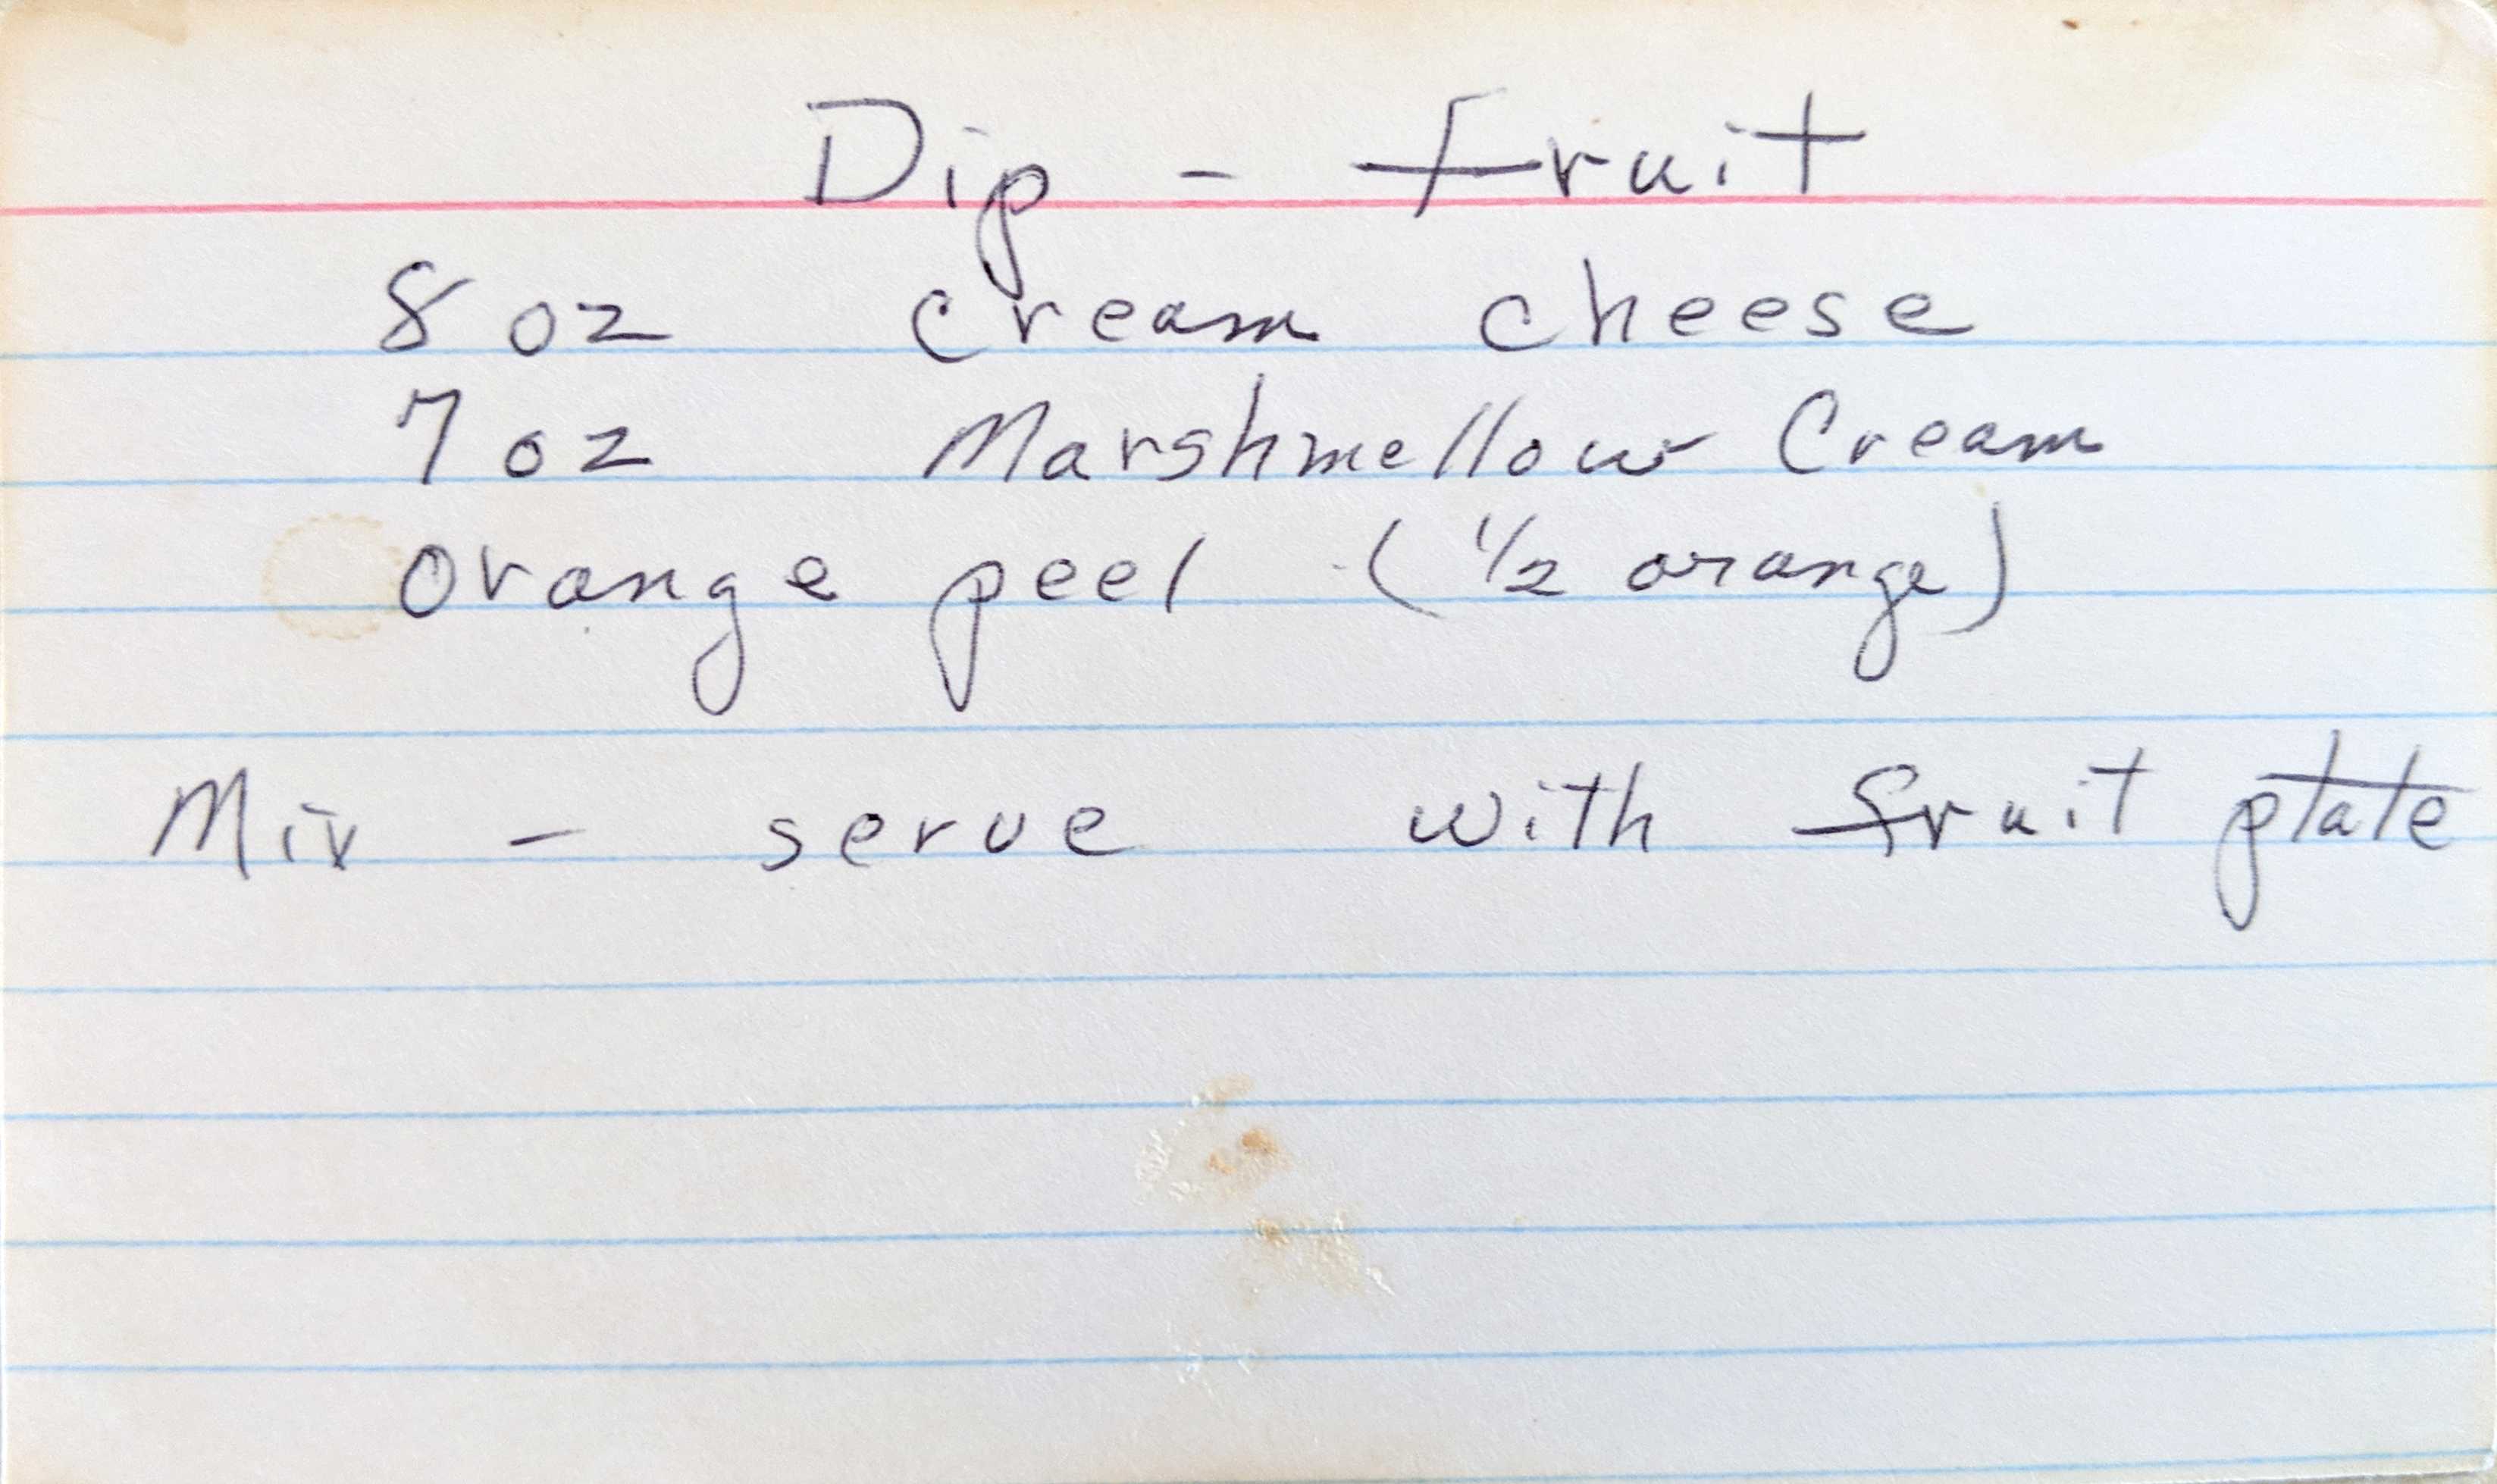 Dip - fruit
8 oz cream cheese
7 oz Marshmellow Cream
Orange peel (1/2 orange)
Mix - serve with fruit plate